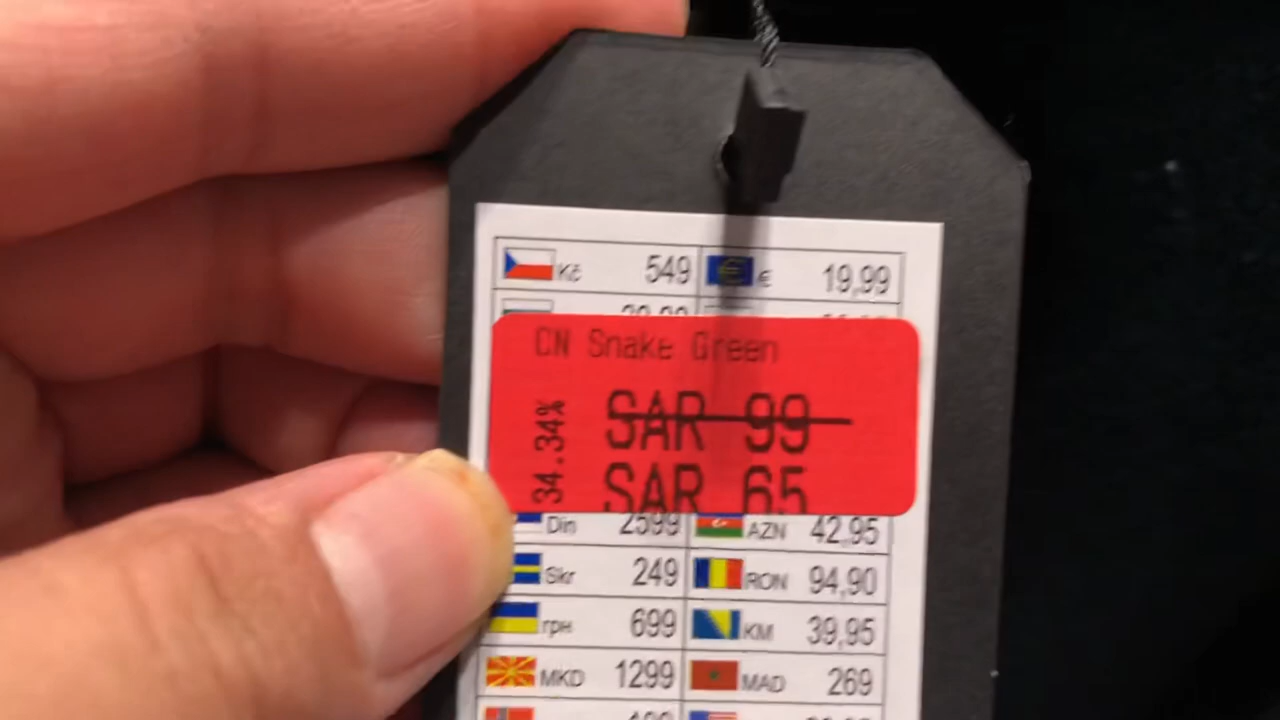 Kč 549 € 19,99
CN Snake Green
34.34%
SAR 99
SAR 65
Din 2599 AZN 42,95
Skr 249 RON 94,90
грн 699 KM 39,95
MKD 1299 MAD 269